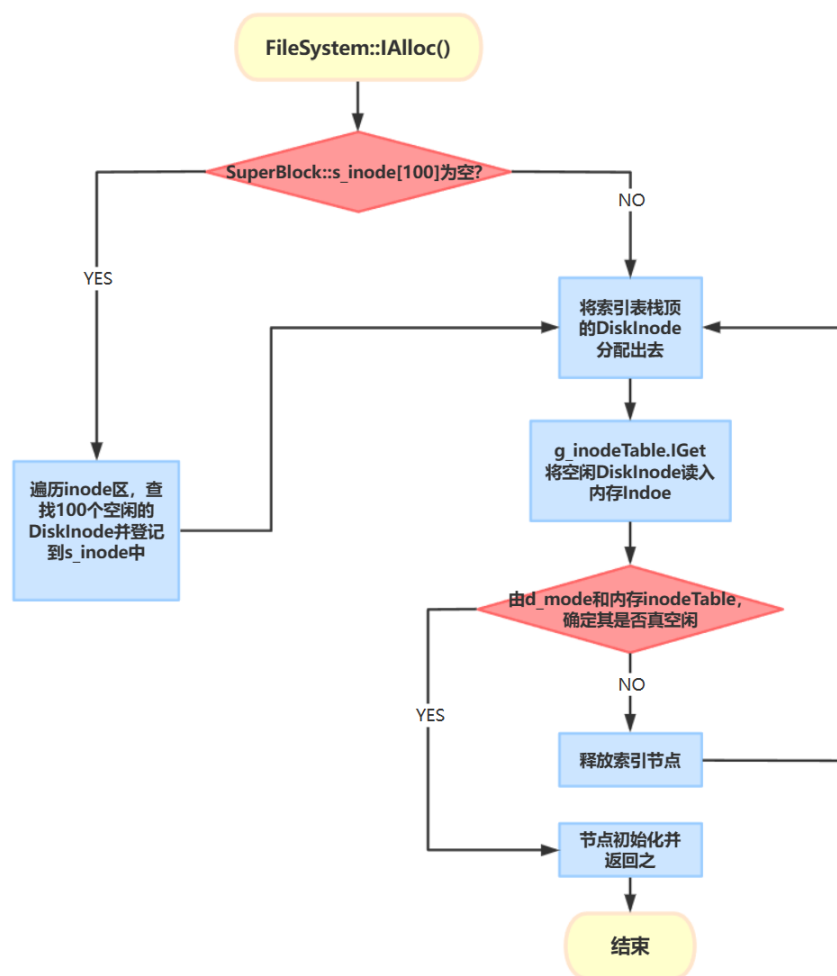 FileSystem::IAlloc()
SuperBlock::s_inode[100]为空?
NO
YES
将索引表栈顶
的DiskInode
分配出去
g_inodeTable.IGet
将空闲DiskInode读入
内存Indoe
遍历inode区，查
找100个空闲的
DiskInode并登记
到s_inode中
由d_mode和内存inodeTable，
确定其是否真空闲
NO
YES
释放索引节点
节点初始化并
返回之
结束